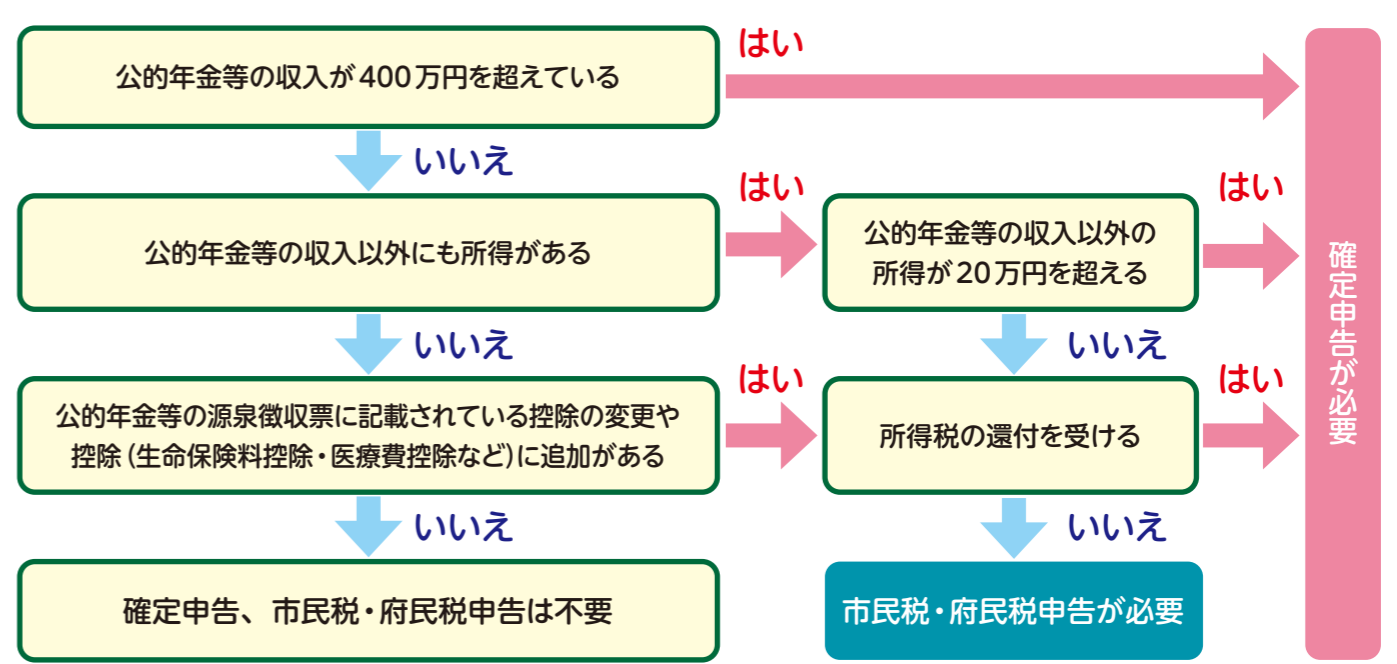 公的年金等の収入が400万円を超えている
はい
いいえ
公的年金等の収入以外にも所得がある
はい
公的年金等の収入以外の
所得が20万円を超える
はい
いいえ
いいえ
公的年金等の源泉徴収票に記載されている控除の変更や
控除(生命保険料控除・医療費控除など)に追加がある
はい
所得税の還付を受ける
はい
いいえ
いいえ
確定申告、市民税・府民税申告は不要
市民税・府民税申告が必要
確定申告が必要